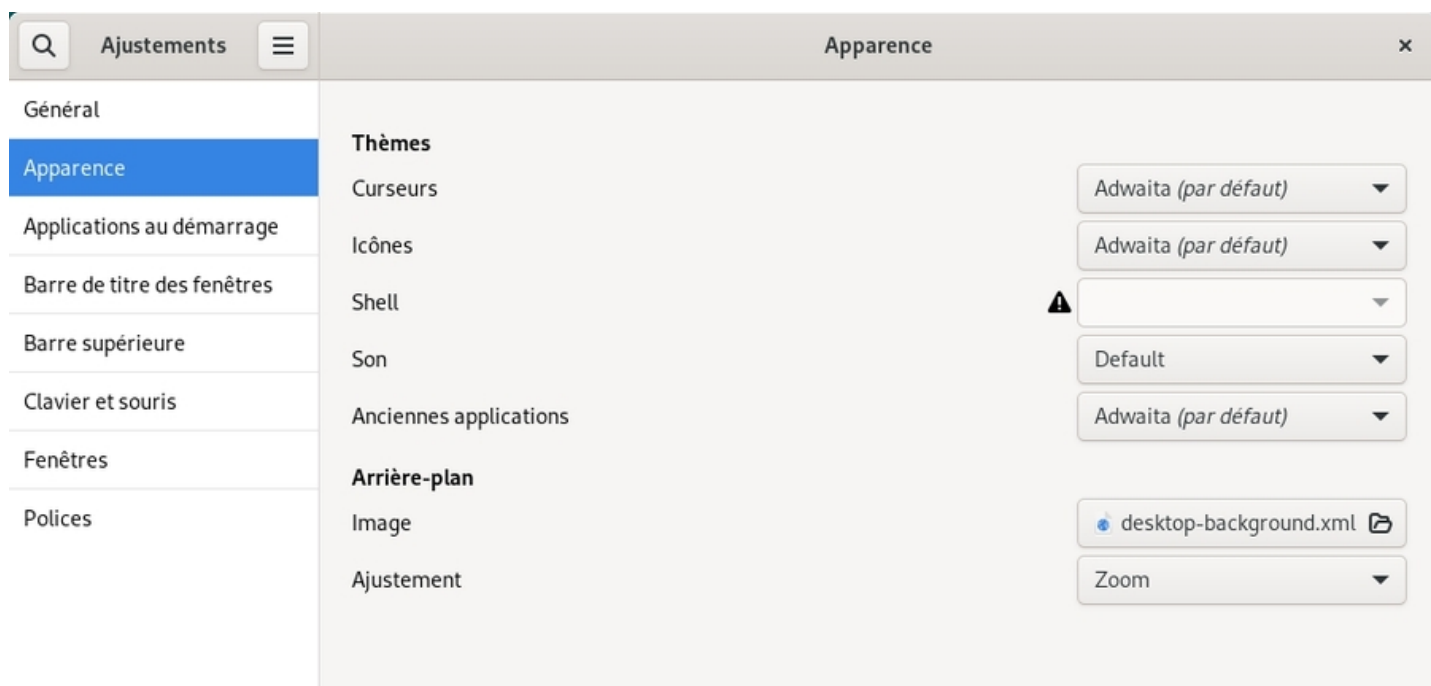 Ajustements
Apparence
Général
Apparence
Applications au démarrage
Barre de titre des fenêtres
Barre supérieure
Clavier et souris
Fenêtres
Polices
Thèmes
Curseurs Adwaita (par défaut)
Icônes Adwaita (par défaut)
Shell
Son Default
Anciennes applications Adwaita (par défaut)
Arrière-plan
Image desktop-background.xml
Ajustement Zoom